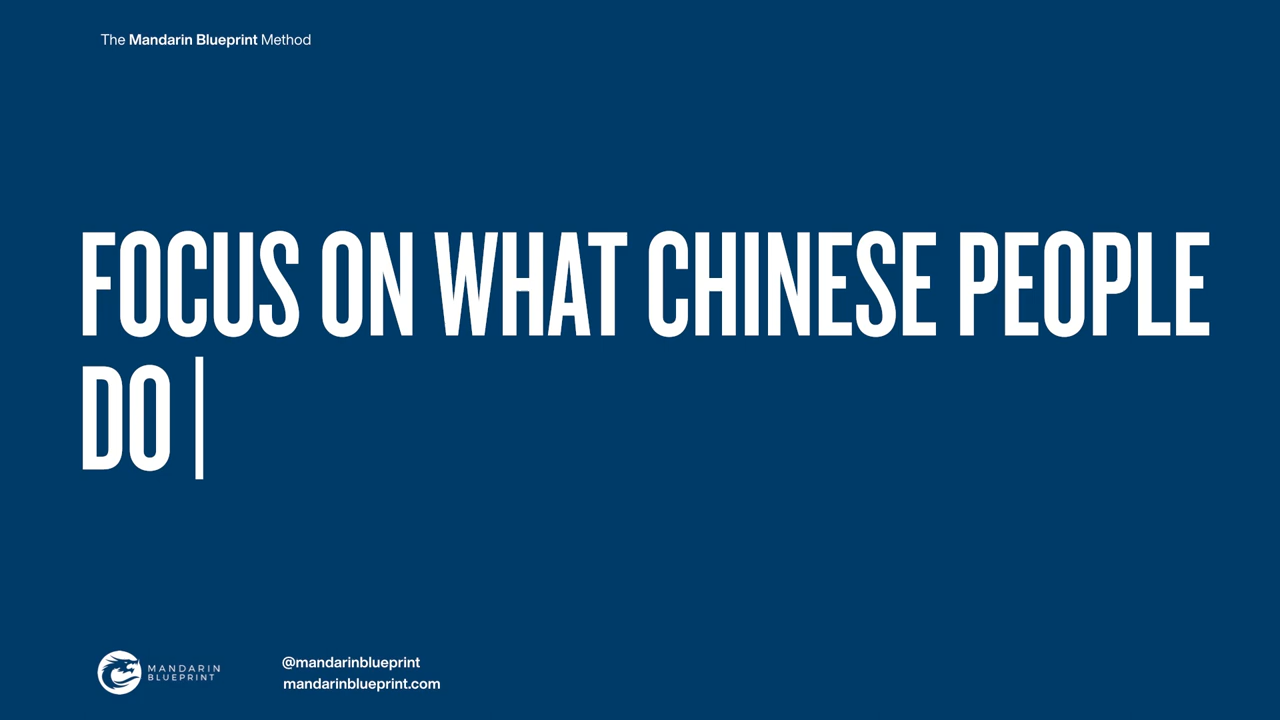 The Mandarin Blueprint Method
FOCUS ON WHAT CHINESE PEOPLE
DO
MANDARIN
BLUEPRINT
@mandarinblueprint
mandarinblueprint.com